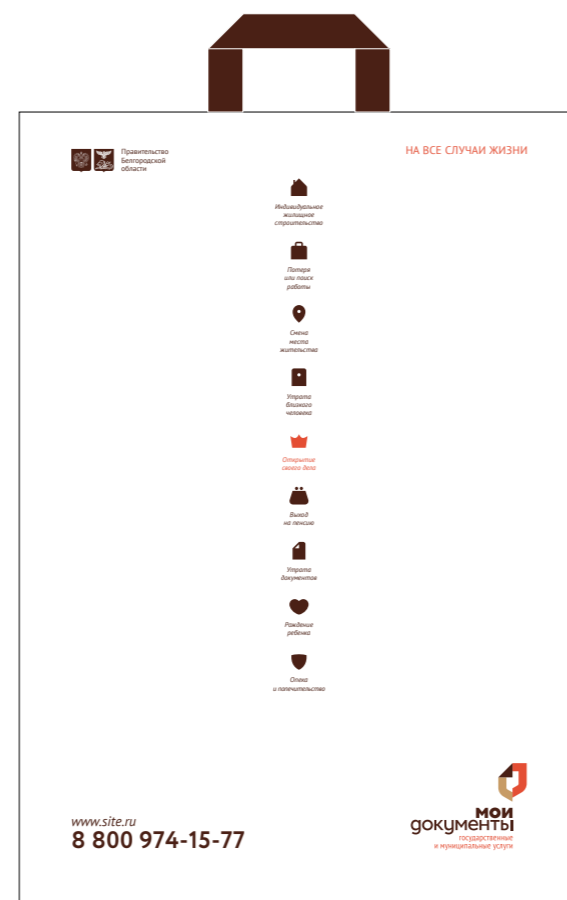 Правительство
Белгородской
области
НА ВСЕ СЛУЧАИ ЖИЗНИ
Индивидуальное
жилищное
строительство
Потеря
или поиск
работы
Смена
места
жительства
Утрата
близкого
человека
Открытие
своего дела
Выход
на пенсию
Утрата
документов
Рождение
ребенка
Опека
и попечительство
www.site.ru
8 800 974-15-77
мои
документы
государственные
и муниципальные услуги